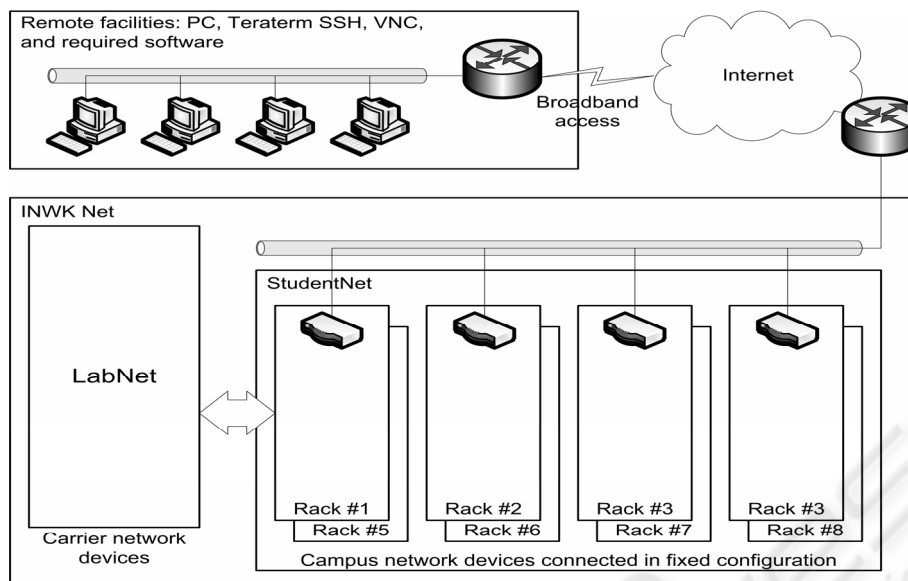 Remote facilities: PC, Teraterm SSH, VNC,
and required software
Internet
Broadband
access
INWK Net
StudentNet
LabNet
Rack #1
Rack #2
Rack #3
Rack #3
Rack #5
Rack #6
Rack #7
Rack #8
Carrier network
devices
Campus network devices connected in fixed configuration